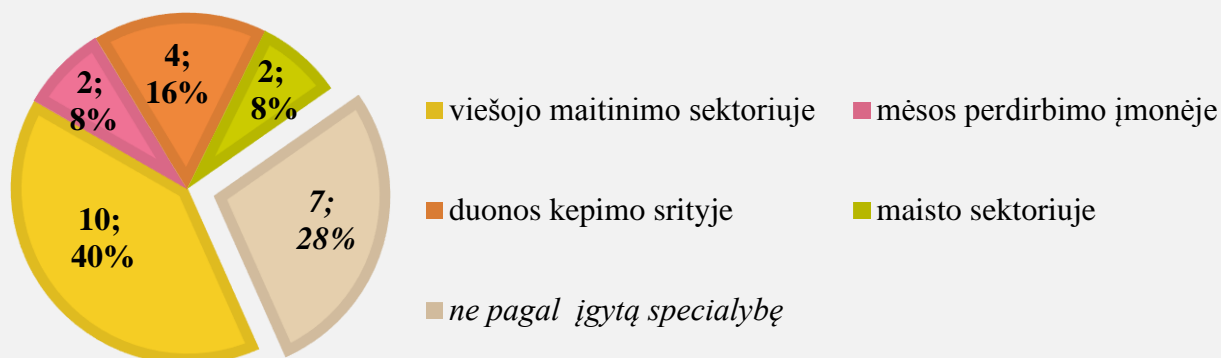 4;
16%
2;
8%
2;
8%
10;
40%
7;
28%
viešojo maitinimo sektoriuje
mėsos perdirbimo įmonėje
duonos kepimo srityje
maisto sektoriuje
ne pagal  įgytą specialybę